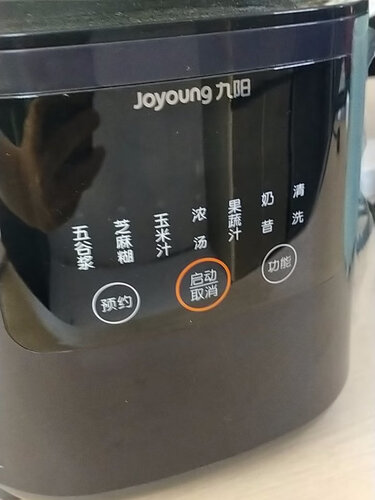 Joyoung 九阳
五谷浆
芝麻糊
玉米汁
浓汤
果蔬汁
奶昔
清洗
预约
启动
取消
功能